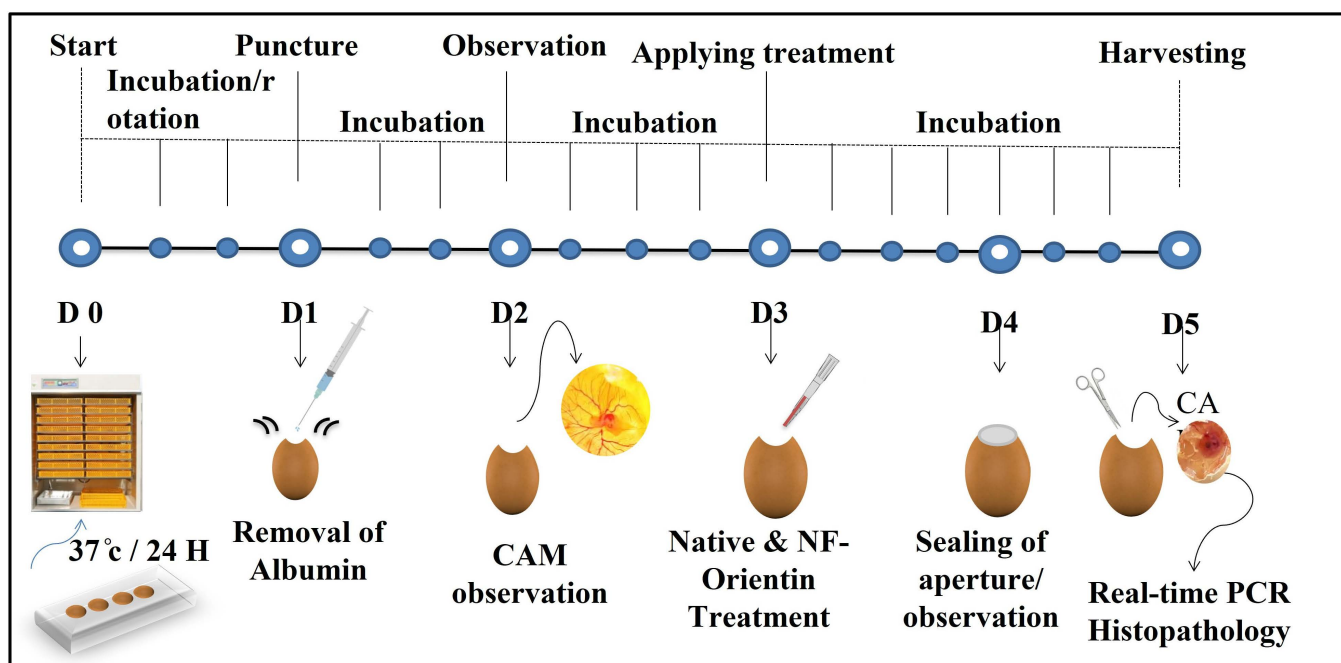 Start
Puncture
Observation
Applying treatment
Harvesting
Incubation/r
otation
Incubation
Incubation
Incubation
D 0
D1
D2
D3
D4
D5
CA
37℃ / 24 H
Removal of
Albumin
CAM
observation
Native & NF-
Orientin
Treatment
Sealing of
aperture/
observation
Real-time PCR
Histopathology